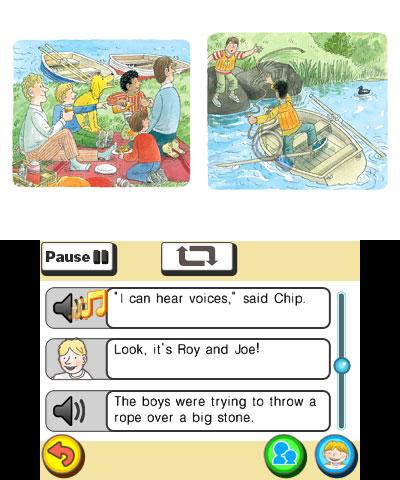 Pause
"I can hear voices," said Chip.
Look, it's Roy and Joe!
The boys were trying to throw a
rope over a big stone.